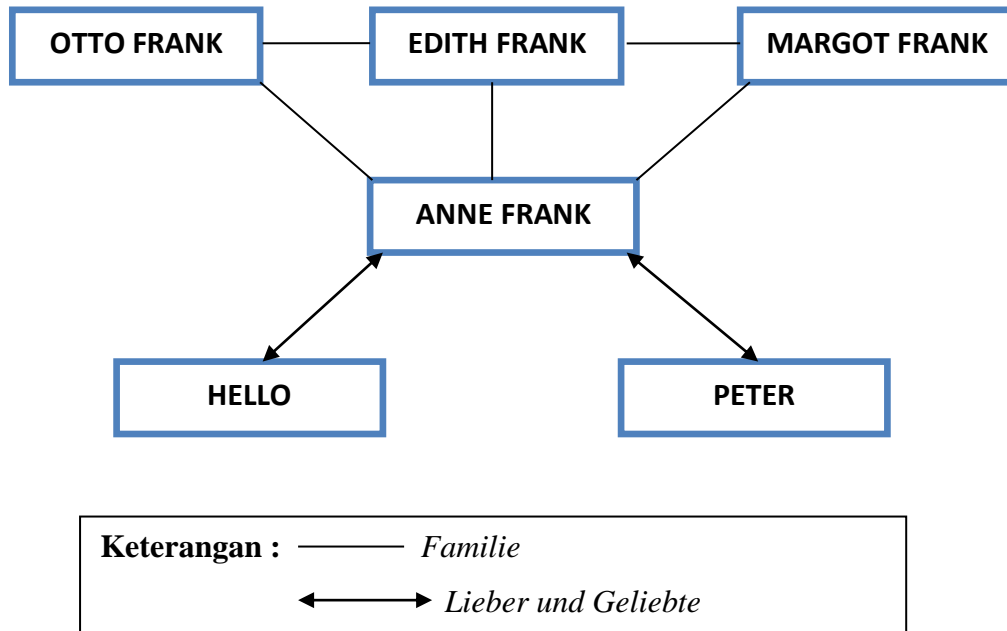 OTTO FRANK
EDITH FRANK
MARGOT FRANK
ANNE FRANK
HELLO
PETER
Keterangan : Familie
Lieber und Geliebte